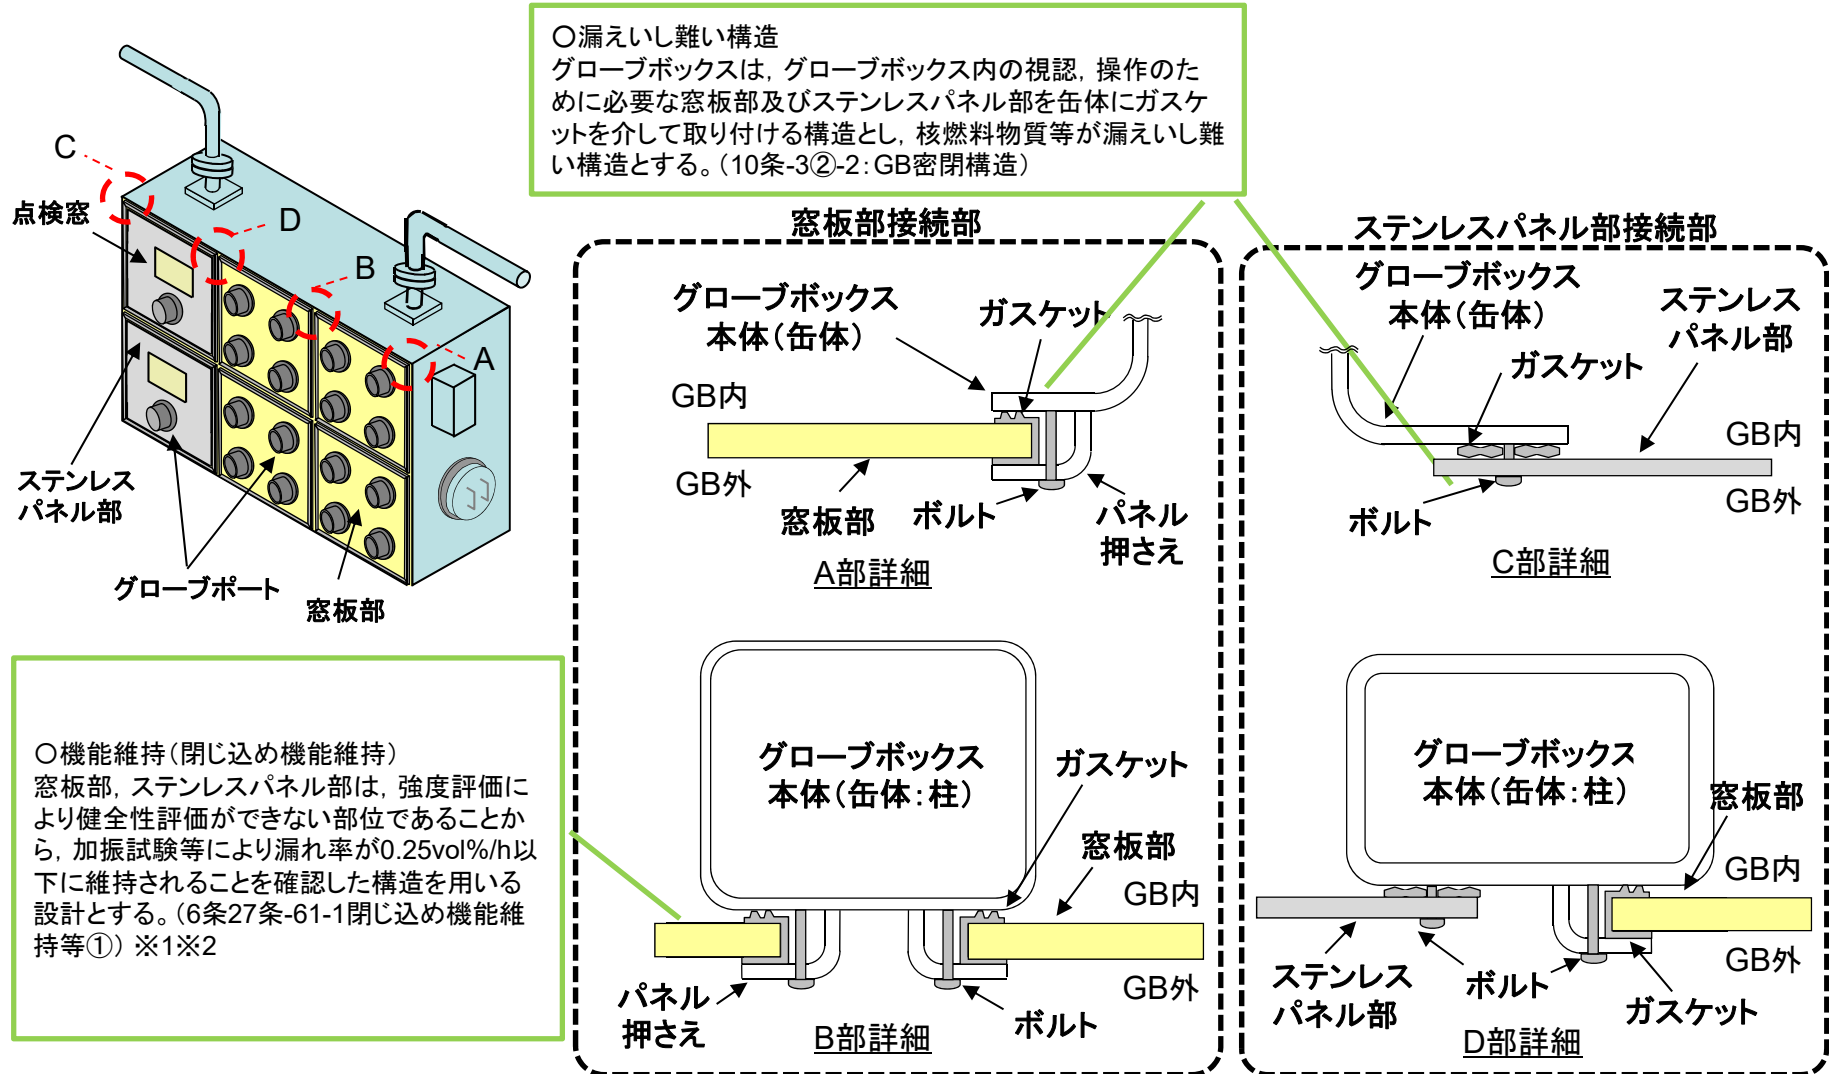 〇漏えいし難い構造
グローブボックスは，グローブボックス内の視認，操作のた
めに必要な窓板部及びステンレスパネル部を缶体にガスケ
ットを介して取り付ける構造とし，核燃料物質等が漏えいし難
い構造とする。（10条-3②-2：GB密閉構造）
C
点検窓
D
B
A
ステンレス
パネル部
グローブポート
窓板部
窓板部接続部
グローブボックス
本体（缶体）
ガスケット
GB内
GB外
窓板部
ボルト
パネル
押さえ
A部詳細
グローブボックス
本体（缶体：柱）
ガスケット
窓板部
GB内
GB外
パネル
押さえ
ボルト
B部詳細
ステンレスパネル部接続部
グローブボックス
本体（缶体）
ステンレス
パネル部
ガスケット
GB内
GB外
ボルト
C部詳細
グローブボックス
本体（缶体：柱）
窓板部
GB内
GB外
ステンレス
パネル部
ボルト
ガスケット
D部詳細
〇機能維持（閉じ込め機能維持）
窓板部，ステンレスパネル部は，強度評価に
より健全性評価ができない部位であることか
ら，加振試験等により漏れ率が0.25vol%/h以
下に維持されることを確認した構造を用いる
設計とする。（6条27条-61-1閉じ込め機能維
持等①）※1※2